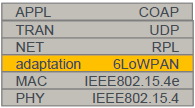 APPL COAP
TRAN UDP
NET RPL
adaptation 6LoWPAN
MAC IEEE802.15.4e
PHY IEEE802.15.4